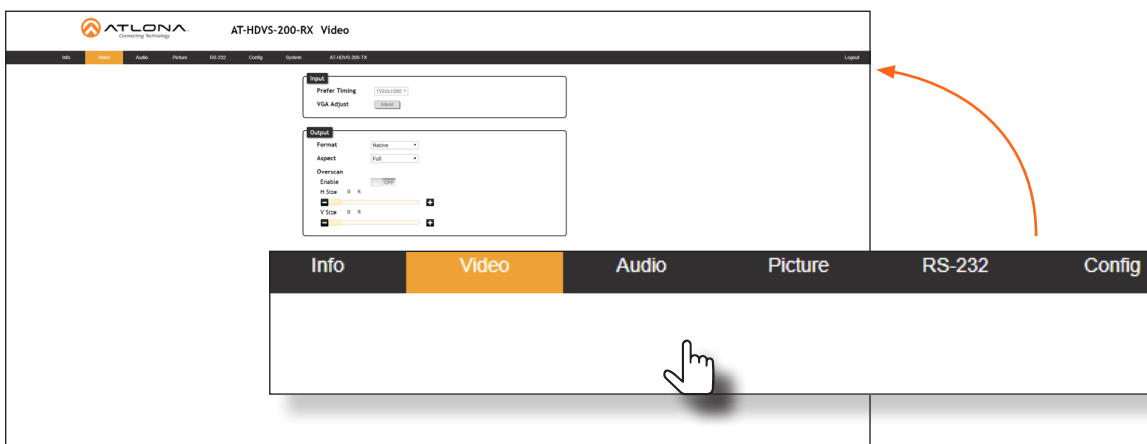 ATLONA
Connecting Technology
AT-HDVS-200-RX Video
Info Video Audio Picture RS-232 Config System AT-HDVS-200-TX Logout
Input
Prefer Timing 1920x1080
VGA Adjust Adjust
Output
Format Native
Aspect Full
Overscan
Enable OFF
H Size 0 %
V Size 0 %
Info Video Audio Picture RS-232 Config